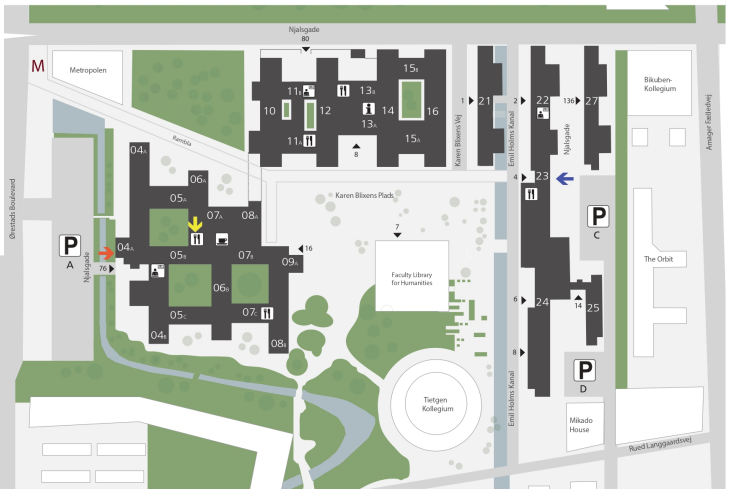 Njalsgade
80
M
Metropolen
Ørestads Boulevard
Rambla
10
11B
11A
12
13B
13A
14
15B
15A
16
8
Karen Blixens Vej
1
21
Emil Holms Kanal
2
22
136
27
Njalsgade
Bikuben-
Kollegium
Amager Fælledvej
4
23
Karen Blixens Plads
7
Faculty Library
for Humanities
P
C
The Orbit
04A
06A
05A
07A
08A
04A
05B
07B
09A
16
P
A
Njalsgade
76
06B
05C
07C
04B
08B
6
24
14
25
8
P
D
Emil Holms Kanal
Tietgen
Kollegium
Mikado
House
Rued Langgaardsvej